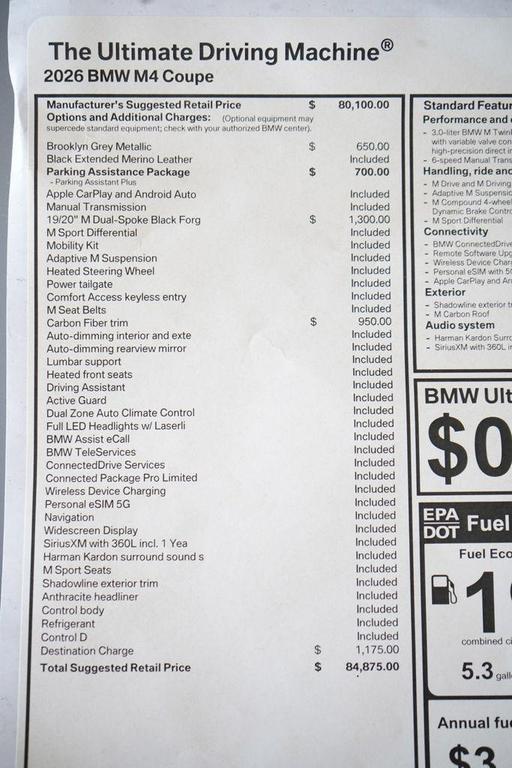 The Ultimate Driving Machine®
2026 BMW M4 Coupe
Manufacturer's Suggested Retail Price $ 80,100.00
Options and Additional Charges: (Optional equipment may
supercede standard equipment; check with your authorized BMW center).
Brooklyn Grey Metallic $ 650.00
Black Extended Merino Leather Included
Parking Assistance Package $ 700.00
- Parking Assistant Plus
Apple CarPlay and Android Auto Included
Manual Transmission Included
19/20" M Dual-Spoke Black Forg $ 1,300.00
M Sport Differential Included
Mobility Kit Included
Adaptive M Suspension Included
Heated Steering Wheel Included
Power tailgate Included
Comfort Access keyless entry Included
M Seat Belts Included
Carbon Fiber trim $ 950.00
Auto-dimming interior and exte Included
Auto-dimming rearview mirror Included
Lumbar support Included
Heated front seats Included
Driving Assistant Included
Active Guard Included
Dual Zone Auto Climate Control Included
Full LED Headlights w/ Laserli Included
BMW Assist eCall Included
BMW TeleServices Included
ConnectedDrive Services Included
Connected Package Pro Limited Included
Wireless Device Charging Included
Personal eSIM 5G Included
Navigation Included
Widescreen Display Included
SiriusXM with 360L incl. 1 Yea Included
Harman Kardon surround sound s Included
M Sport Seats Included
Shadowline exterior trim Included
Anthracite headliner Included
Control body Included
Refrigerant Included
Control D Included
Destination Charge $ 1,175.00
Total Suggested Retail Price $ 84,875.00
Standard Featur
Performance and
- 3.0-liter BMW M Twin
with variable valve con
high-precision direct in
- 6-speed Manual Trans
Handling, ride and
- M Drive and M Driving
- Adaptive M Suspensio
- M Compound 4-wheel
Dynamic Brake Contro
- M Sport Differential
Connectivity
- BMW ConnectedDrive
- Remote Software Upg
- Wireless Device Charg
- Personal eSIM with 5G
- Apple CarPlay and An
Exterior
- Shadowline exterior tr
- M Carbon Roof
Audio system
- Harman Kardon Surro
- SiriusXM with 360L in
BMW Ult
$0
EPA
DOT Fuel
Fuel Eco
1
combined ci
5.3 gall
Annual fue
$3